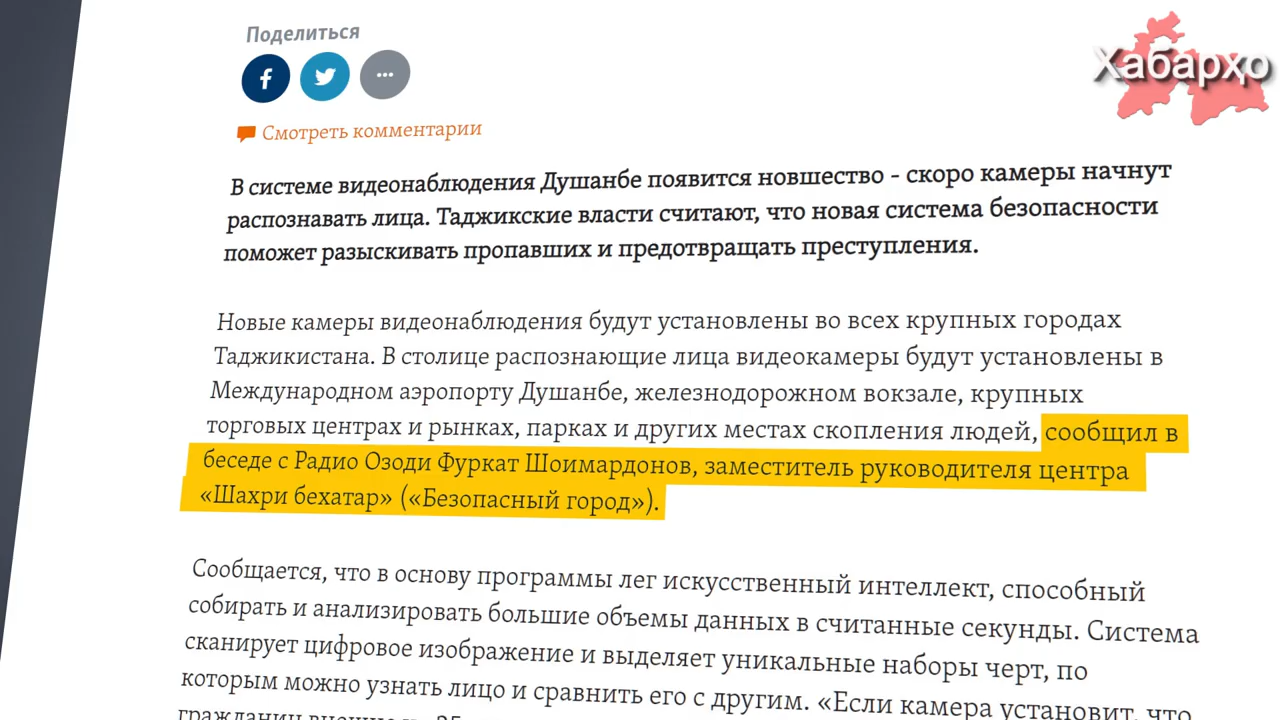 Поделиться
Хабарҳо
Смотреть комментарии
В системе видеонаблюдения Душанбе появится новшество - скоро камеры начнут
распознавать лица. Таджикские власти считают, что новая система безопасности
поможет разыскивать пропавших и предотвращать преступления.
Новые камеры видеонаблюдения будут установлены во всех крупных городах
Таджикистана. В столице распознающие лица видеокамеры будут установлены в
Международном аэропорту Душанбе, железнодорожном вокзале, крупных
торговых центрах и рынках, парках и других местах скопления людей, сообщил в
беседе с Радио Озоди Фуркат Шоимардонов, заместитель руководителя центра
«Шахри бехатар» («Безопасный город»).
Сообщается, что в основу программы лег искусственный интеллект, способный
собирать и анализировать большие объемы данных в считанные секунды. Система
сканирует цифровое изображение и выделяет уникальные наборы черт, по
которым можно узнать лицо и сравнить его с другим. «Если камера установит, что